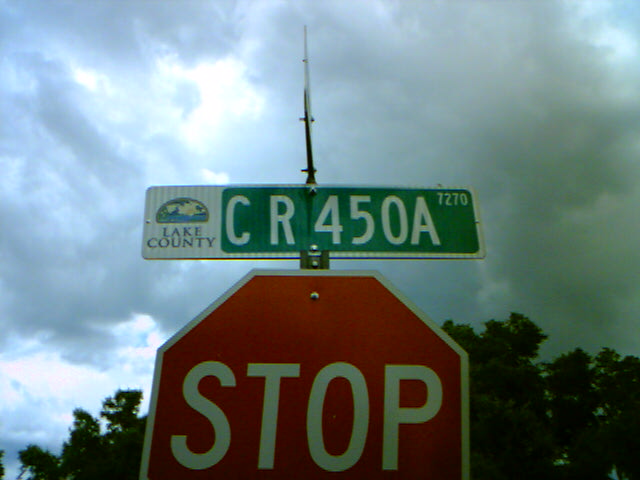 LAKE
COUNTY
C R 450A
7270
STOP